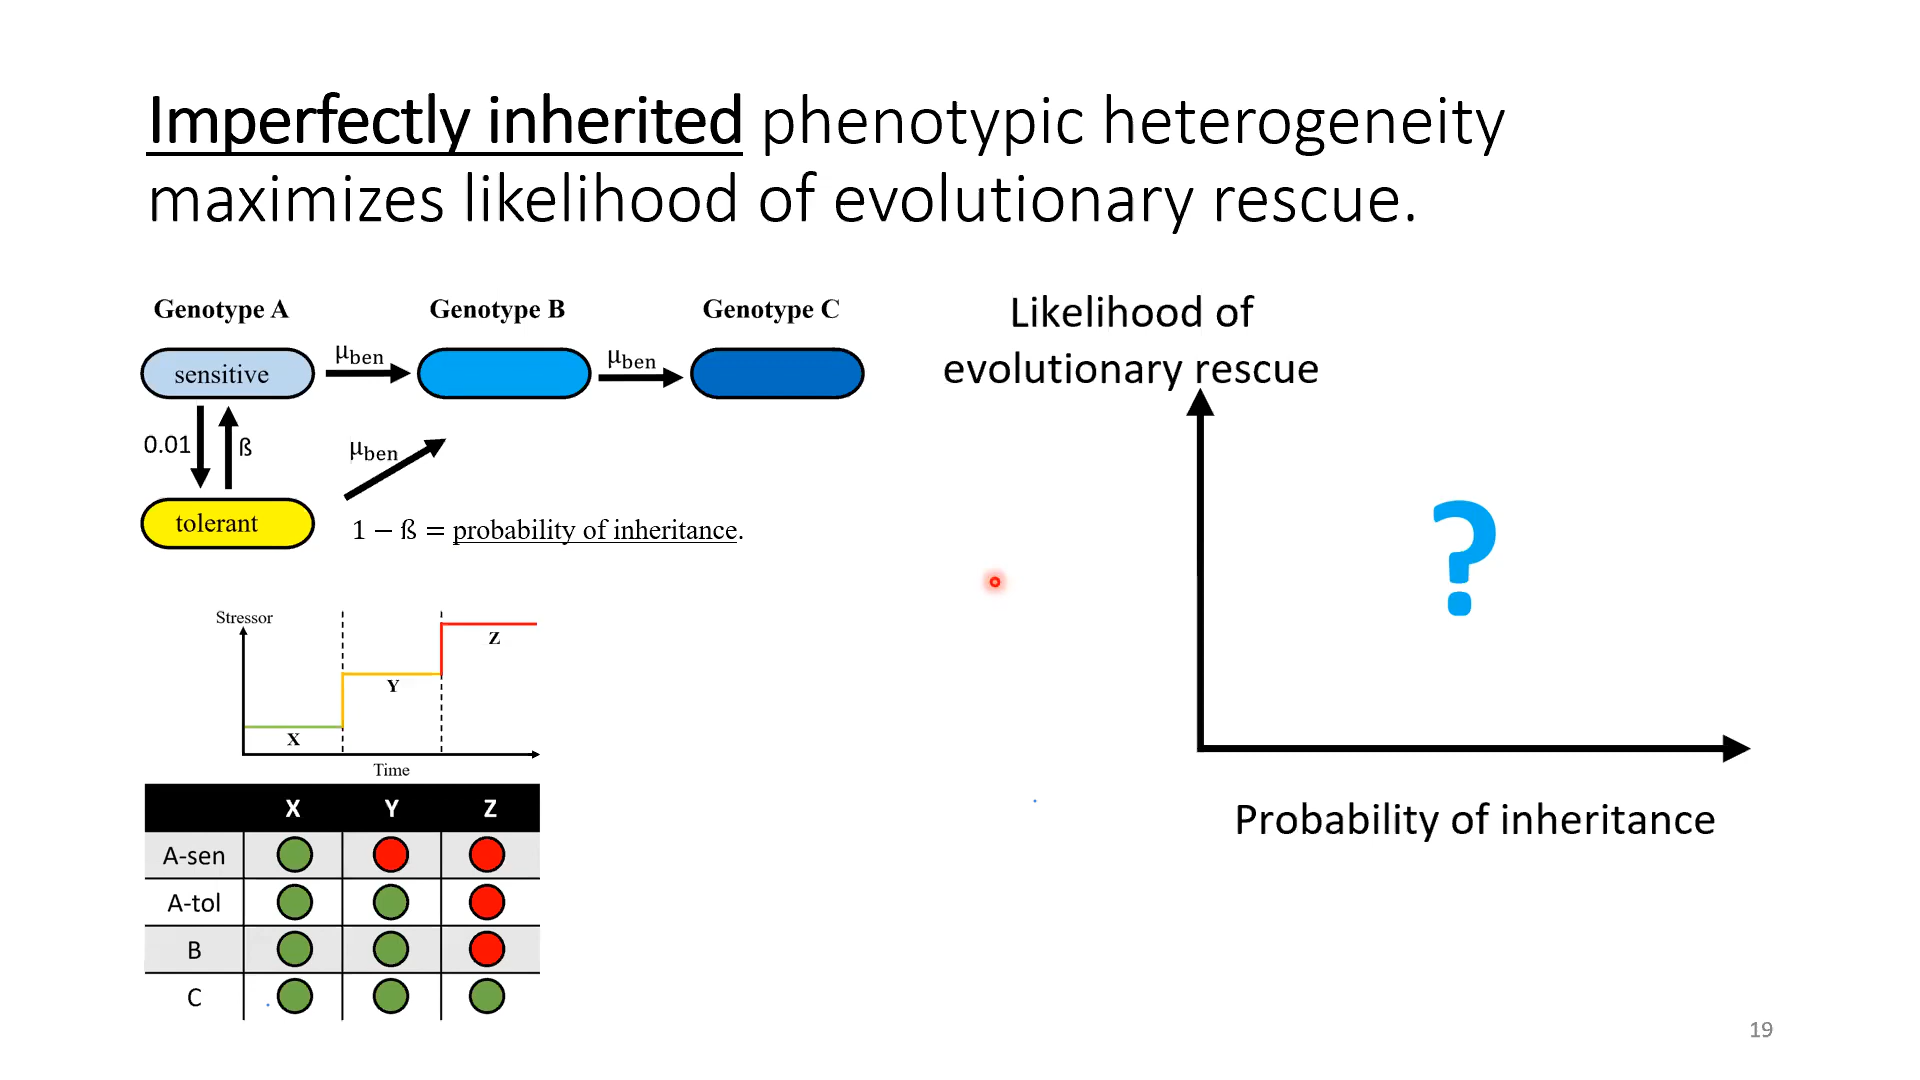 Imperfectly inherited phenotypic heterogeneity
maximizes likelihood of evolutionary rescue.
Genotype A
Genotype B
Genotype C
sensitive
μben
μben
0.01
ß
μben
tolerant
1 − ß = probability of inheritance.
Stressor
Z
Y
X
Time
X Y Z
A-sen
A-tol
B
C
Likelihood of
evolutionary rescue
?
Probability of inheritance
19